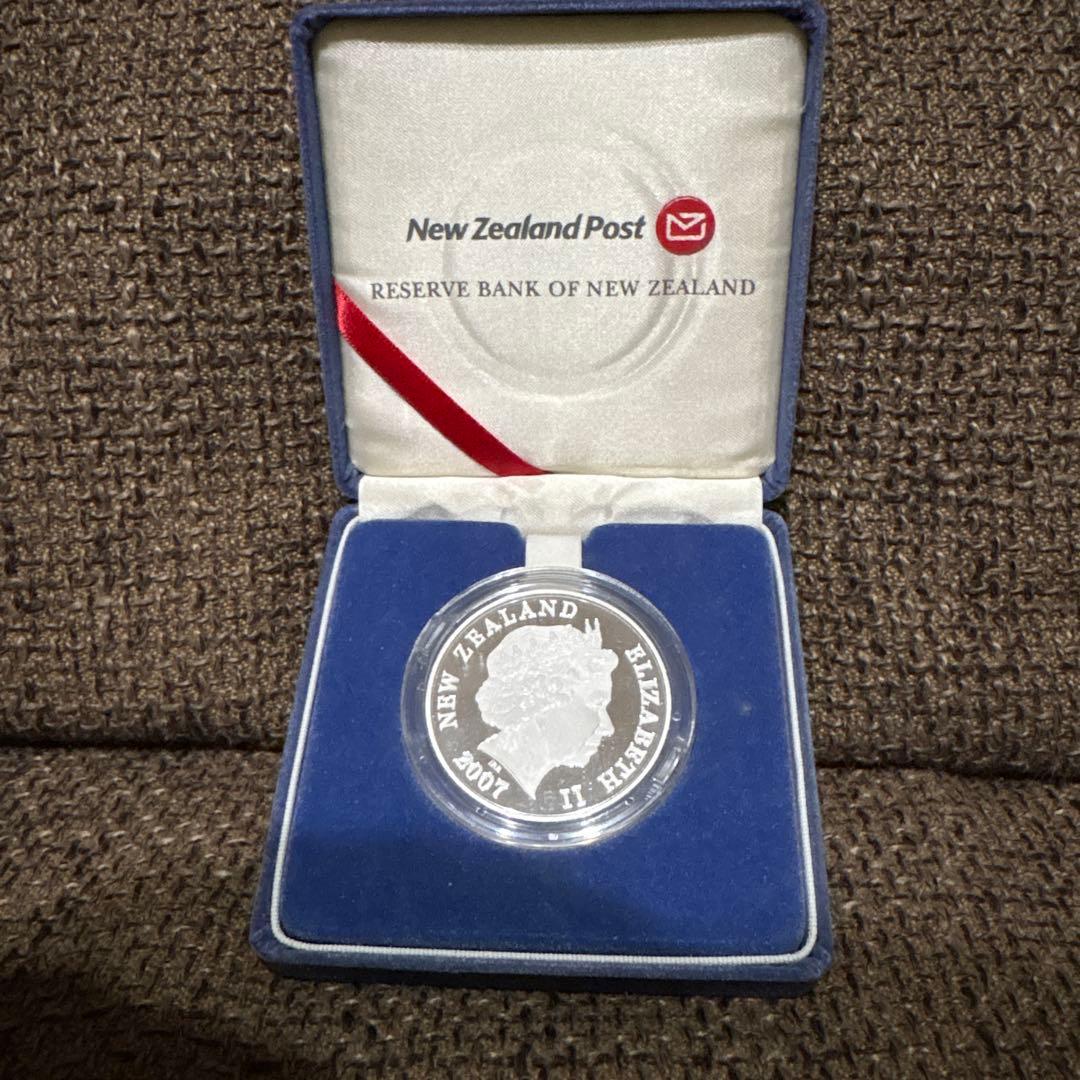 New Zealand Post
RESERVE BANK OF NEW ZEALAND
NEW ZEALAND
ELIZABETH II
2007